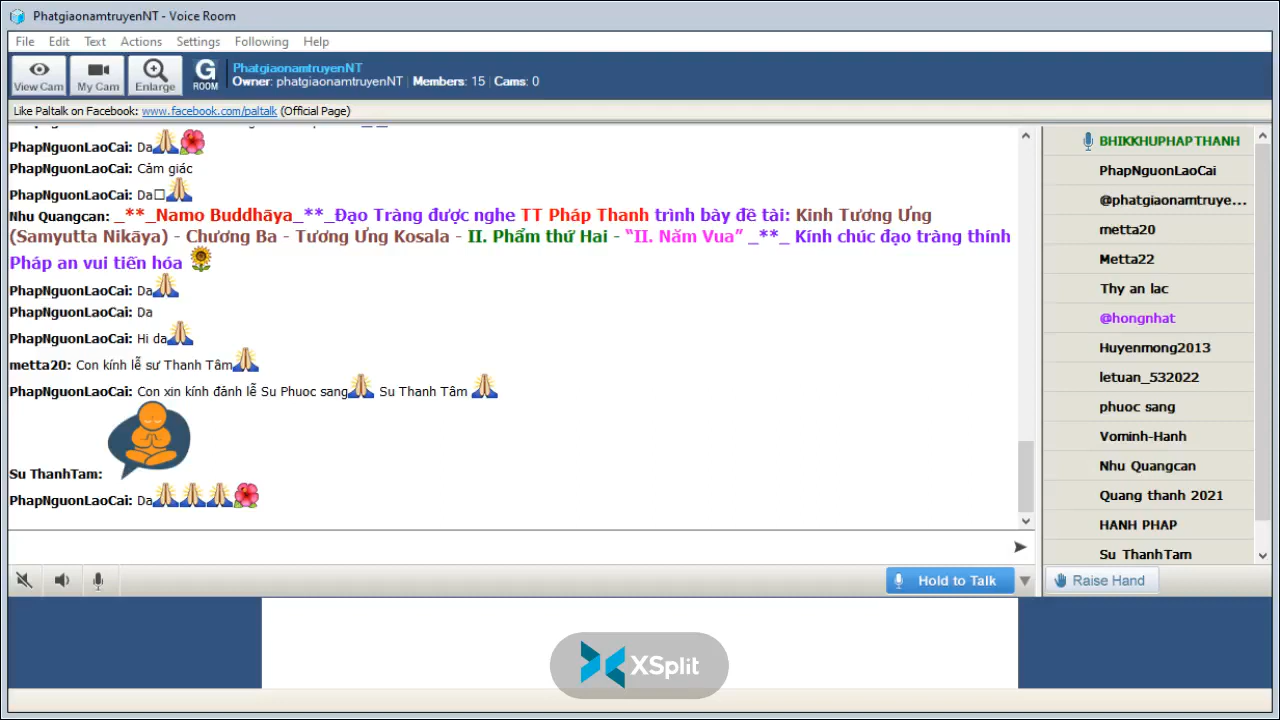 PhatgiaonamtruyenNT - Voice Room
File Edit Text Actions Settings Following Help
View Cam My Cam Enlarge G ROOM
PhatgiaonamtruyenNT
Owner: phatgiaonamtruyenNT | Members: 15 | Cams: 0
Like Paltalk on Facebook: www.facebook.com/paltalk (Official Page)
PhapNguonLaoCai: Da
PhapNguonLaoCai: Cảm giác
PhapNguonLaoCai: Da□
Nhu Quangcan: _**_Namo Buddhāya_**_Đạo Tràng được nghe TT Pháp Thanh trình bày đề tài: Kinh Tương Ưng
(Samyutta Nikāya) - Chương Ba - Tương Ưng Kosala - II. Phẩm thứ Hai - “II. Năm Vua” _**_ Kính chúc đạo tràng thính
Pháp an vui tiến hóa
PhapNguonLaoCai: Da
PhapNguonLaoCai: Da
PhapNguonLaoCai: Hi da
metta20: Con kính lễ sư Thanh Tâm
PhapNguonLaoCai: Con xin kính đảnh lễ Su Phuoc sang Su Thanh Tâm
Su ThanhTam:
PhapNguonLaoCai: Da
BHIKKHUPHAPTHANH
PhapNguonLaoCai
@phatgiaonamtruye...
metta20
Metta22
Thy an lac
@hongnhat
Huyenmong2013
letuan_532022
phuoc sang
Vominh-Hanh
Nhu Quangcan
Quang thanh 2021
HANH PHAP
Su ThanhTam
Hold to Talk
Raise Hand
XSplit